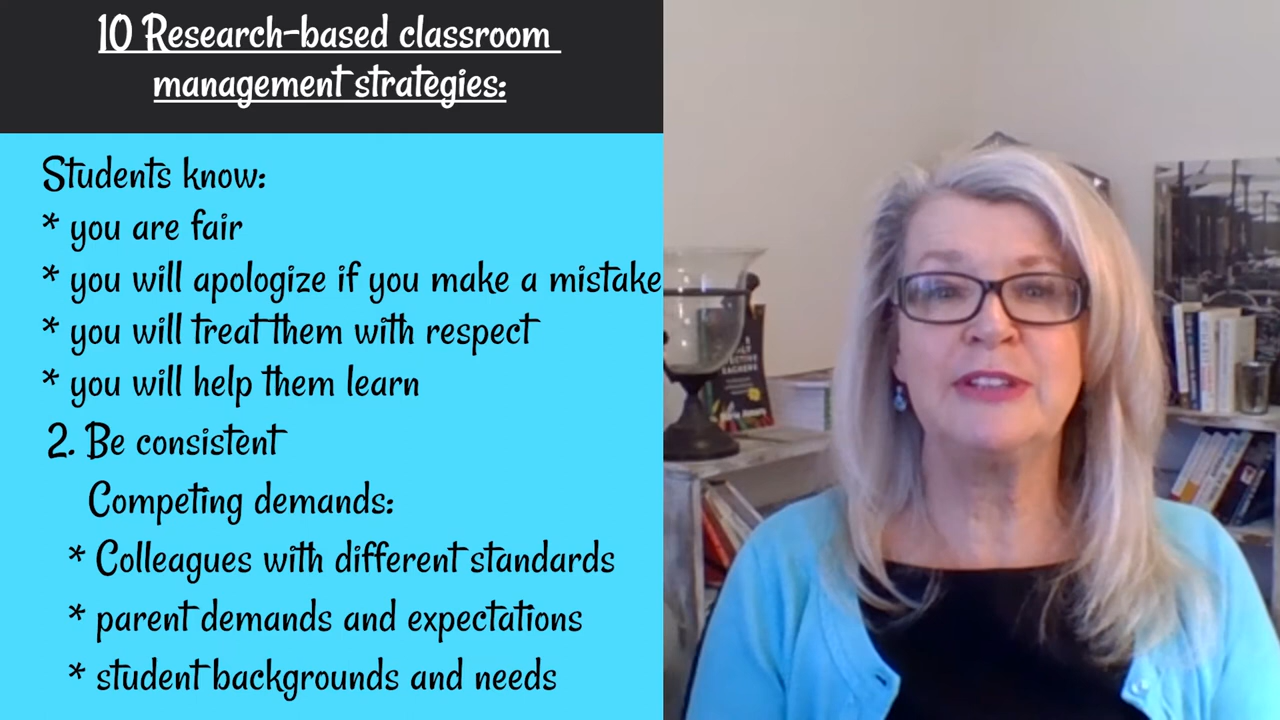 10 Research-based classroom
management strategies:
Students know:
* you are fair
* you will apologize if you make a mistake
* you will treat them with respect
* you will help them learn
2. Be consistent
Competing demands:
* Colleagues with different standards
* parent demands and expectations
* student backgrounds and needs